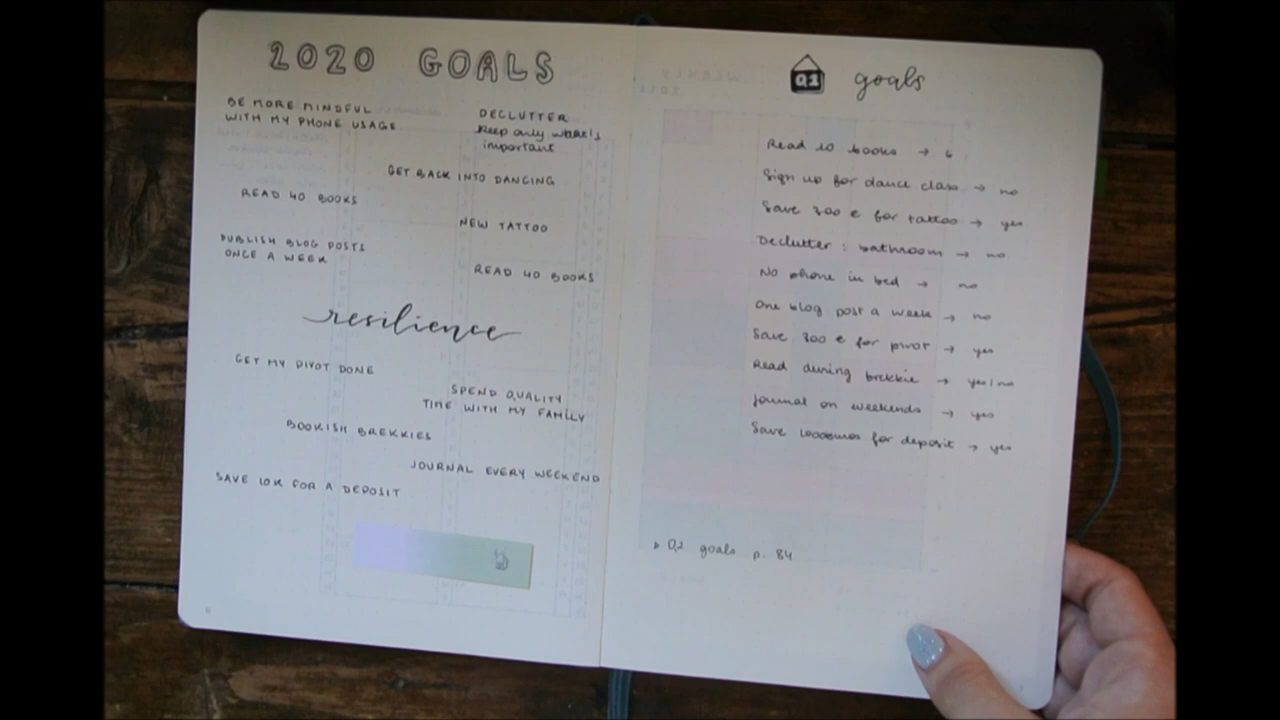 2020 GOALS
BE MORE MINDFUL
WITH MY PHONE USAGE
DECLUTTER
keep only what's
important
GET BACK INTO DANCING
READ 40 BOOKS
NEW TATTOO
PUBLISH BLOG POSTS
ONCE A WEEK
READ 40 BOOKS
resilience
GET MY PIVOT DONE
SPEND QUALITY
TIME WITH MY FAMILY
BOOKISH BREKKIES
JOURNAL EVERY WEEKEND
SAVE 10K FOR A DEPOSIT
Q1 goals
Read 10 books → 6
Sign up for dance class → no
Save 300 € for tattoo → yes
Declutter : bathroom → no
No phone in bed → no
One blog post a week → no
Save 300 € for pivot → yes
Read during brekkie → yes/no
Journal on weekends → yes
Save for deposit → yes
Q2 goals p. 84